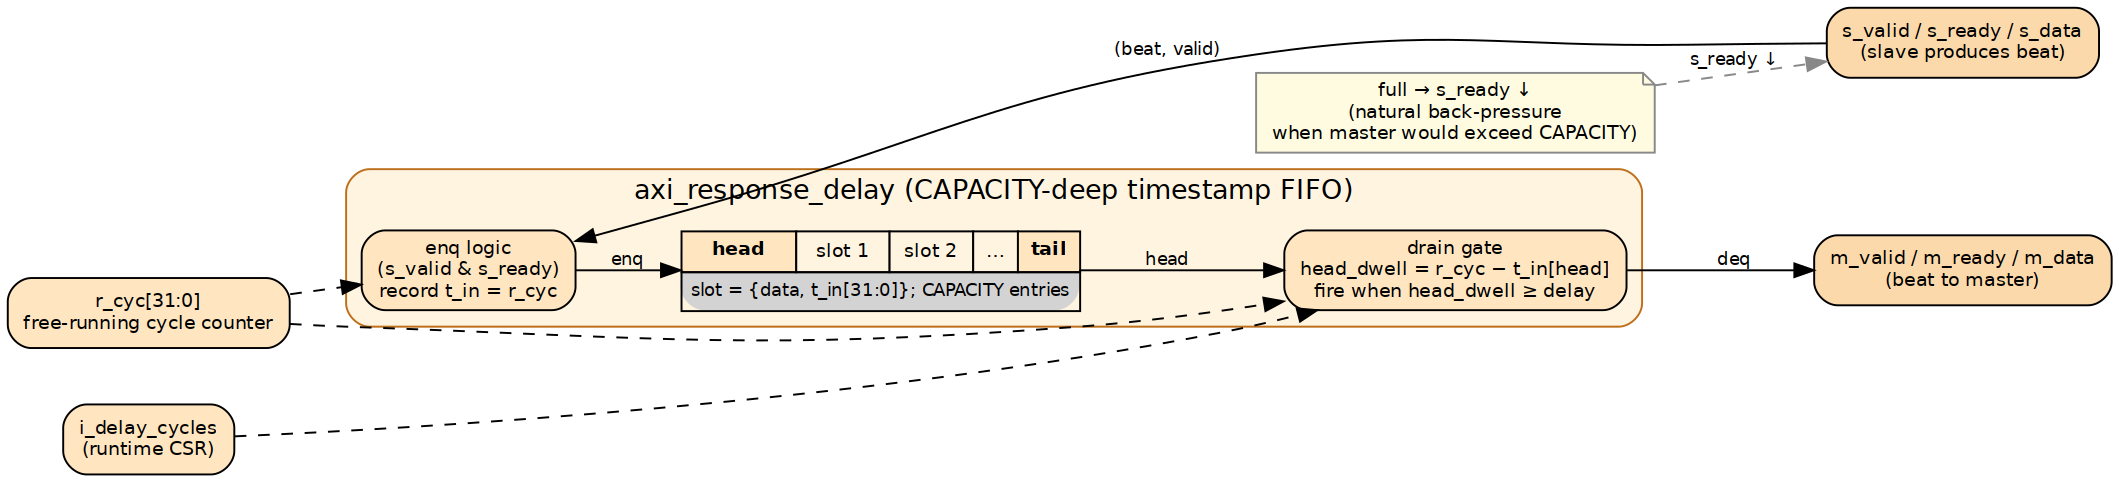 s_valid / s_ready / s_data
(slave produces beat)
(beat, valid)
s_ready ↓
full → s_ready ↓
(natural back-pressure
when master would exceed CAPACITY)
axi_response_delay (CAPACITY-deep timestamp FIFO)
enq logic
(s_valid & s_ready)
record t_in = r_cyc
enq
head
slot 1
slot 2
...
tail
slot = {data, t_in[31:0]}; CAPACITY entries
head
drain gate
head_dwell = r_cyc − t_in[head]
fire when head_dwell ≥ delay
deq
m_valid / m_ready / m_data
(beat to master)
r_cyc[31:0]
free-running cycle counter
i_delay_cycles
(runtime CSR)